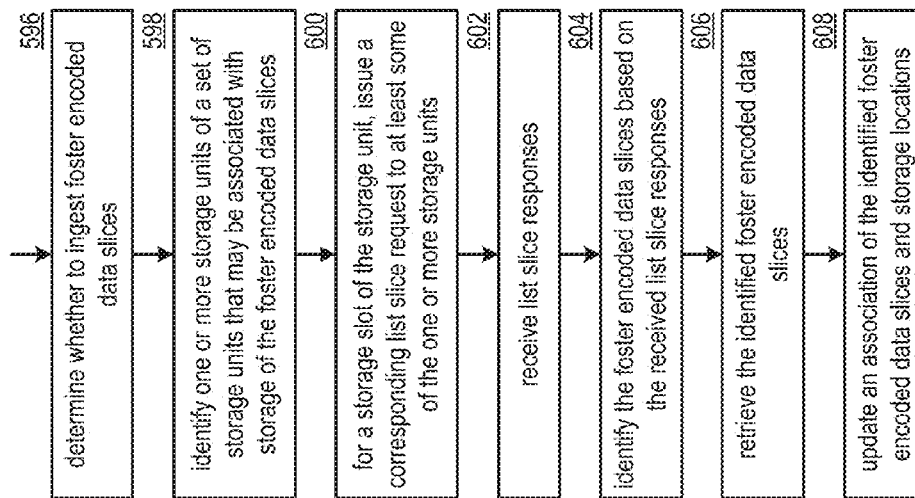 596
determine whether to ingest foster encoded
data slices
598
identify one or more storage units of a set of
storage units that may be associated with
storage of the foster encoded data slices
600
for a storage slot of the storage unit, issue a
corresponding list slice request to at least some
of the one or more storage units
602
receive list slice responses
604
identify the foster encoded data slices based on
the received list slice responses
606
retrieve the identified foster encoded data
slices
608
update an association of the identified foster
encoded data slices and storage locations